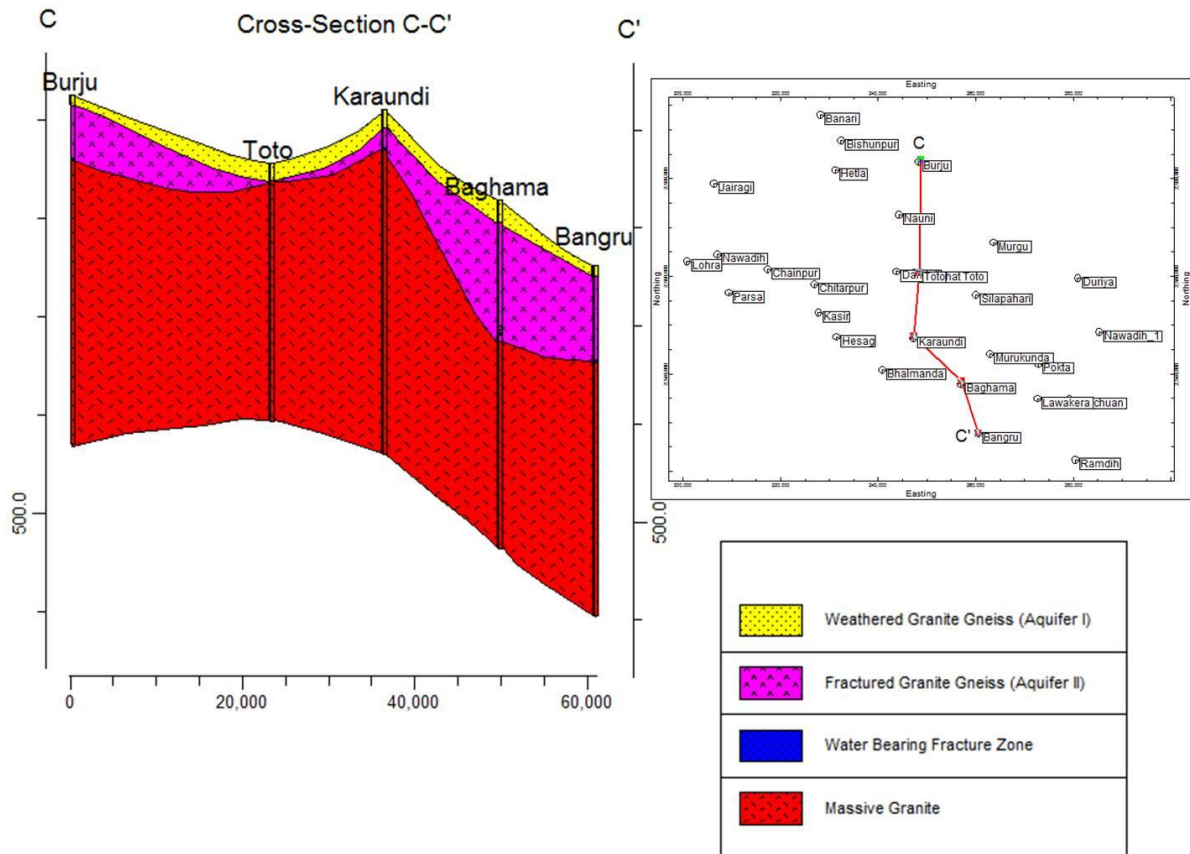 C
Cross-Section C-C'
C'
Burju
Karaundi
Toto
Baghama
Bangru
500.0
500.0
0
20,000
40,000
60,000
Easting
Banari
Bishunpur
Hetla
C
Burju
Jairagi
Nauni
Murgu
Lohra
Nawadih
Chainpur
Totohat Toto
Duriya
Chitarpur
Parsa
Silapahari
Kasir
Hesag
Karaundi
Nawadih_1
Murukunda
Pokta
Bhalmanda
Baghama
Lawakera
chuan
C'
Bangru
Ramdih
Northing
Northing
Easting
Weathered Granite Gneiss (Aquifer I)
Fractured Granite Gneiss (Aquifer II)
Water Bearing Fracture Zone
Massive Granite